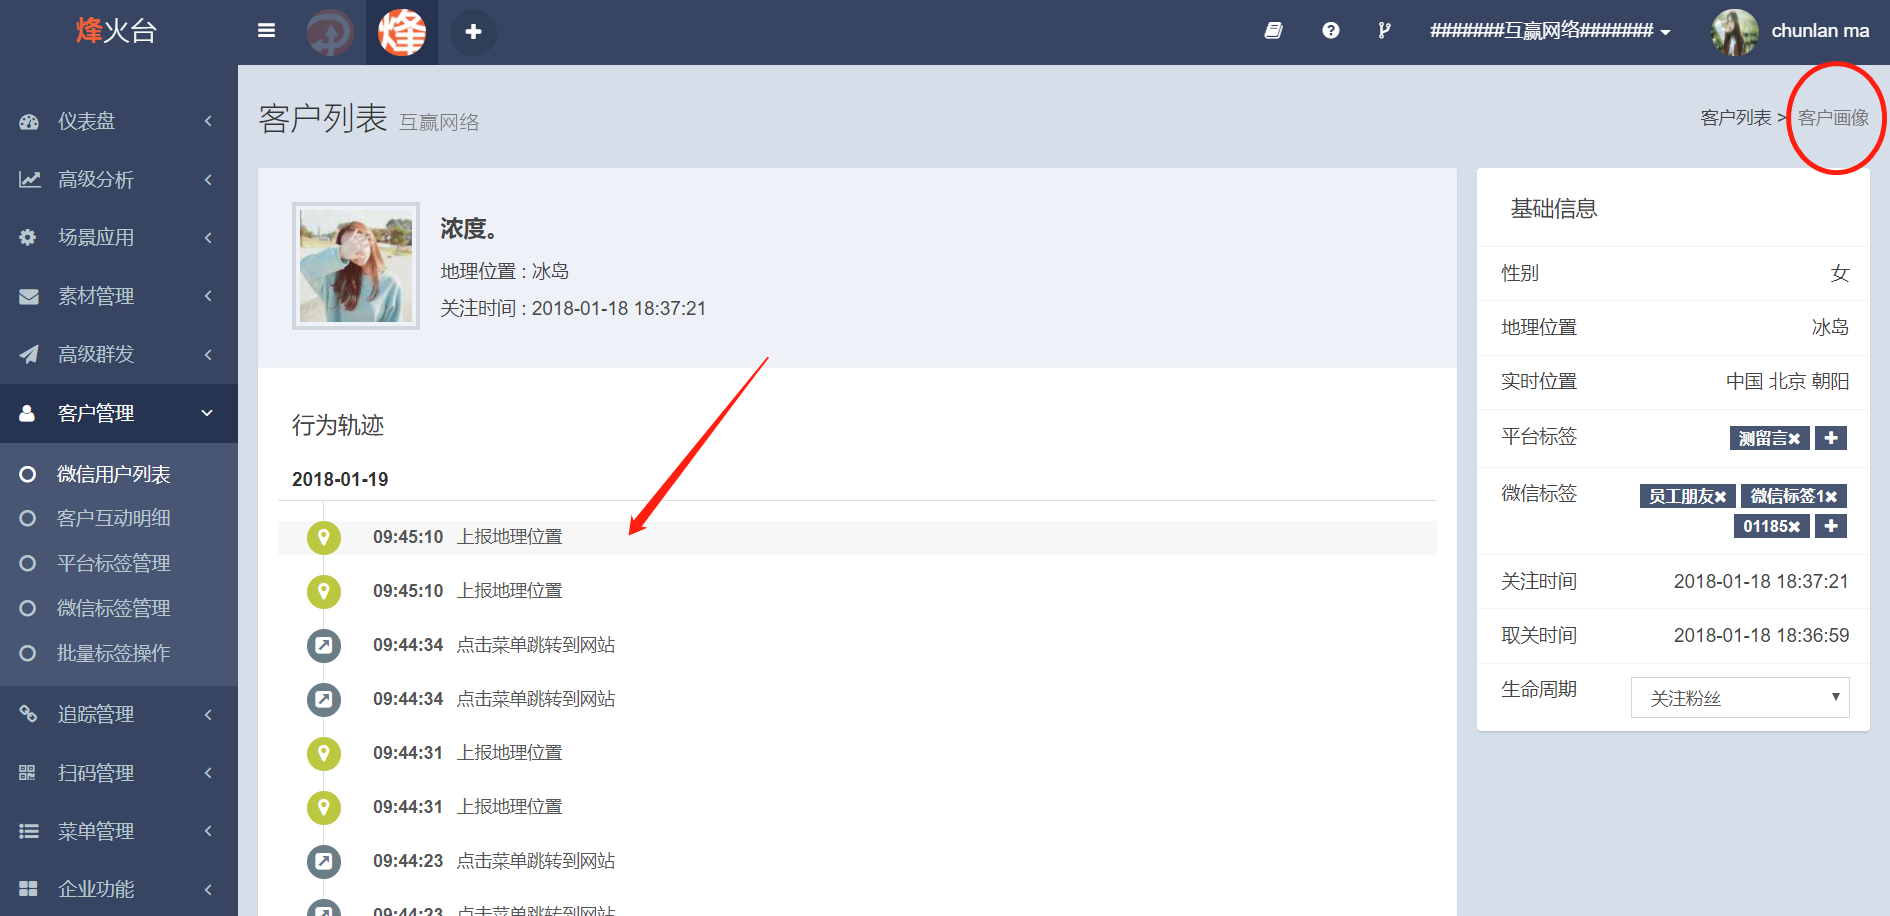 烽火台
烽
#######互赢网络#######
chunlan ma
仪表盘
高级分析
场景应用
素材管理
高级群发
客户管理
微信用户列表
客户互动明细
平台标签管理
微信标签管理
批量标签操作
追踪管理
扫码管理
菜单管理
企业功能
客户列表 互赢网络
客户列表 > 客户画像
浓度。
地理位置 : 冰岛
关注时间 : 2018-01-18 18:37:21
行为轨迹
2018-01-19
09:45:10 上报地理位置
09:45:10 上报地理位置
09:44:34 点击菜单跳转到网站
09:44:34 点击菜单跳转到网站
09:44:31 上报地理位置
09:44:31 上报地理位置
09:44:23 点击菜单跳转到网站
09:44:23 点击菜单跳转到网站
基础信息
性别 女
地理位置 冰岛
实时位置 中国 北京 朝阳
平台标签 测留言✖ ✚
微信标签 员工朋友✖ 微信标签1✖
01185✖ ✚
关注时间 2018-01-18 18:37:21
取关时间 2018-01-18 18:36:59
生命周期 关注粉丝